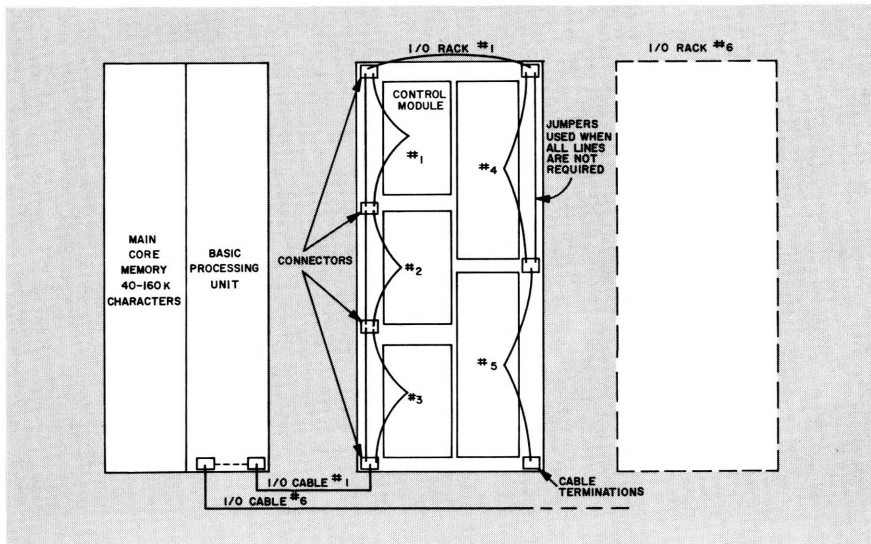 I/O RACK #1
I/O RACK #6
CONTROL
MODULE
#1
#4
JUMPERS
USED WHEN
ALL LINES
ARE NOT
REQUIRED
MAIN
CORE
MEMORY
40-160K
CHARACTERS
BASIC
PROCESSING
UNIT
CONNECTORS
#2
#5
#3
I/O CABLE #1
I/O CABLE #6
CABLE
TERMINATIONS